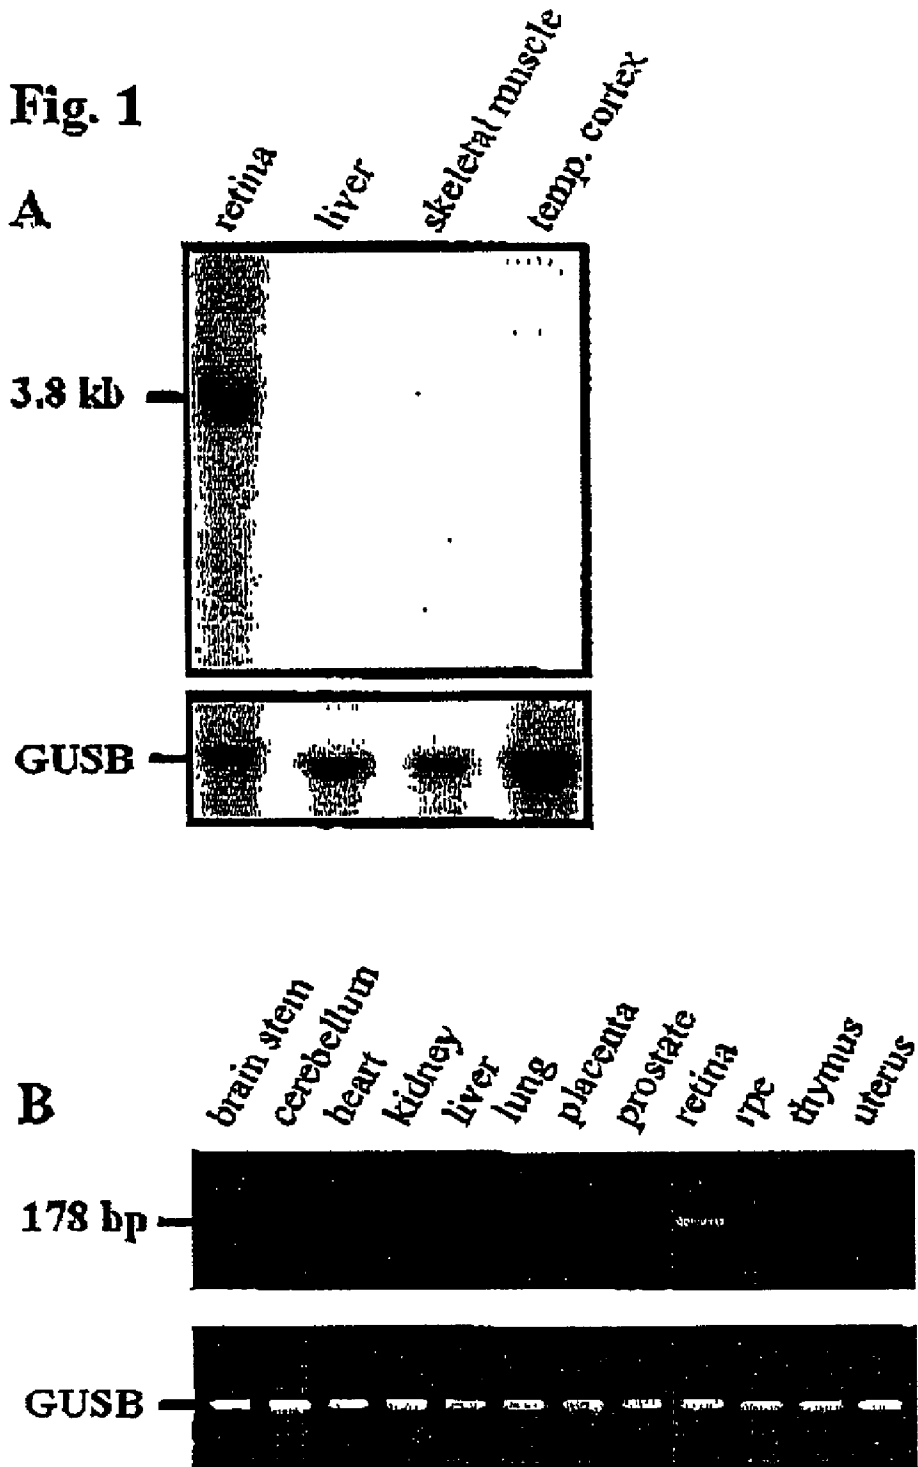 Fig. 1
A
retina
liver
skeletal muscle
temp. cortex
3.8 kb
GUSB
B
brain stem
cerebellum
heart
kidney
liver
lung
placenta
prostate
retina
rpe
thymus
uterus
178 bp
GUSB